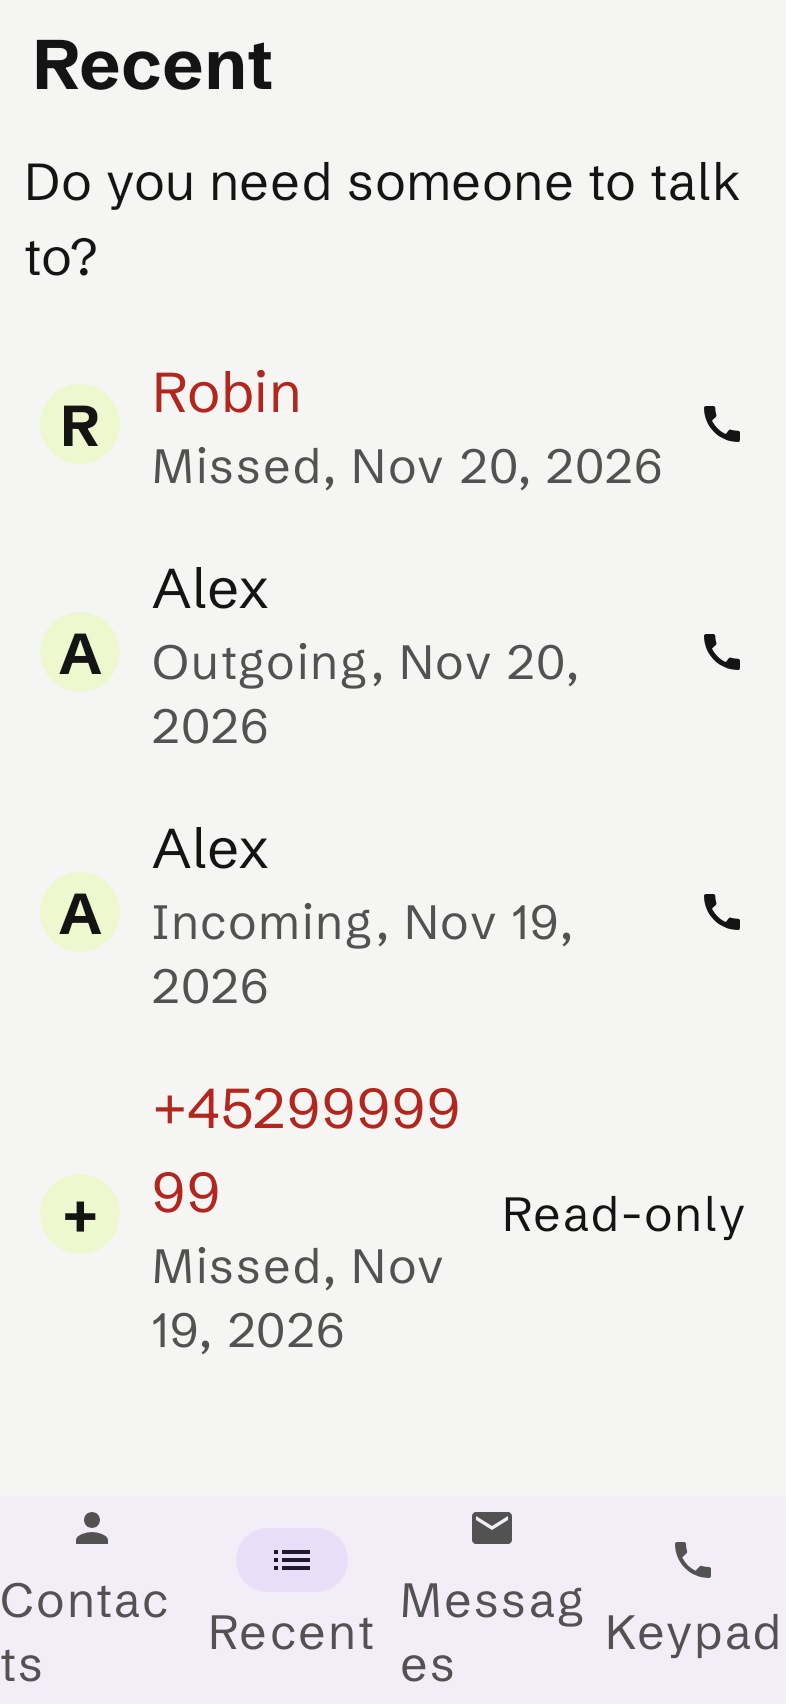 Recent
Do you need someone to talk
to?
R
Robin
Missed, Nov 20, 2026
A
Alex
Outgoing, Nov 20,
2026
A
Alex
Incoming, Nov 19,
2026
+
+45299999
99
Missed, Nov
19, 2026
Read-only
Contac
ts
Recent
Messag
es
Keypad